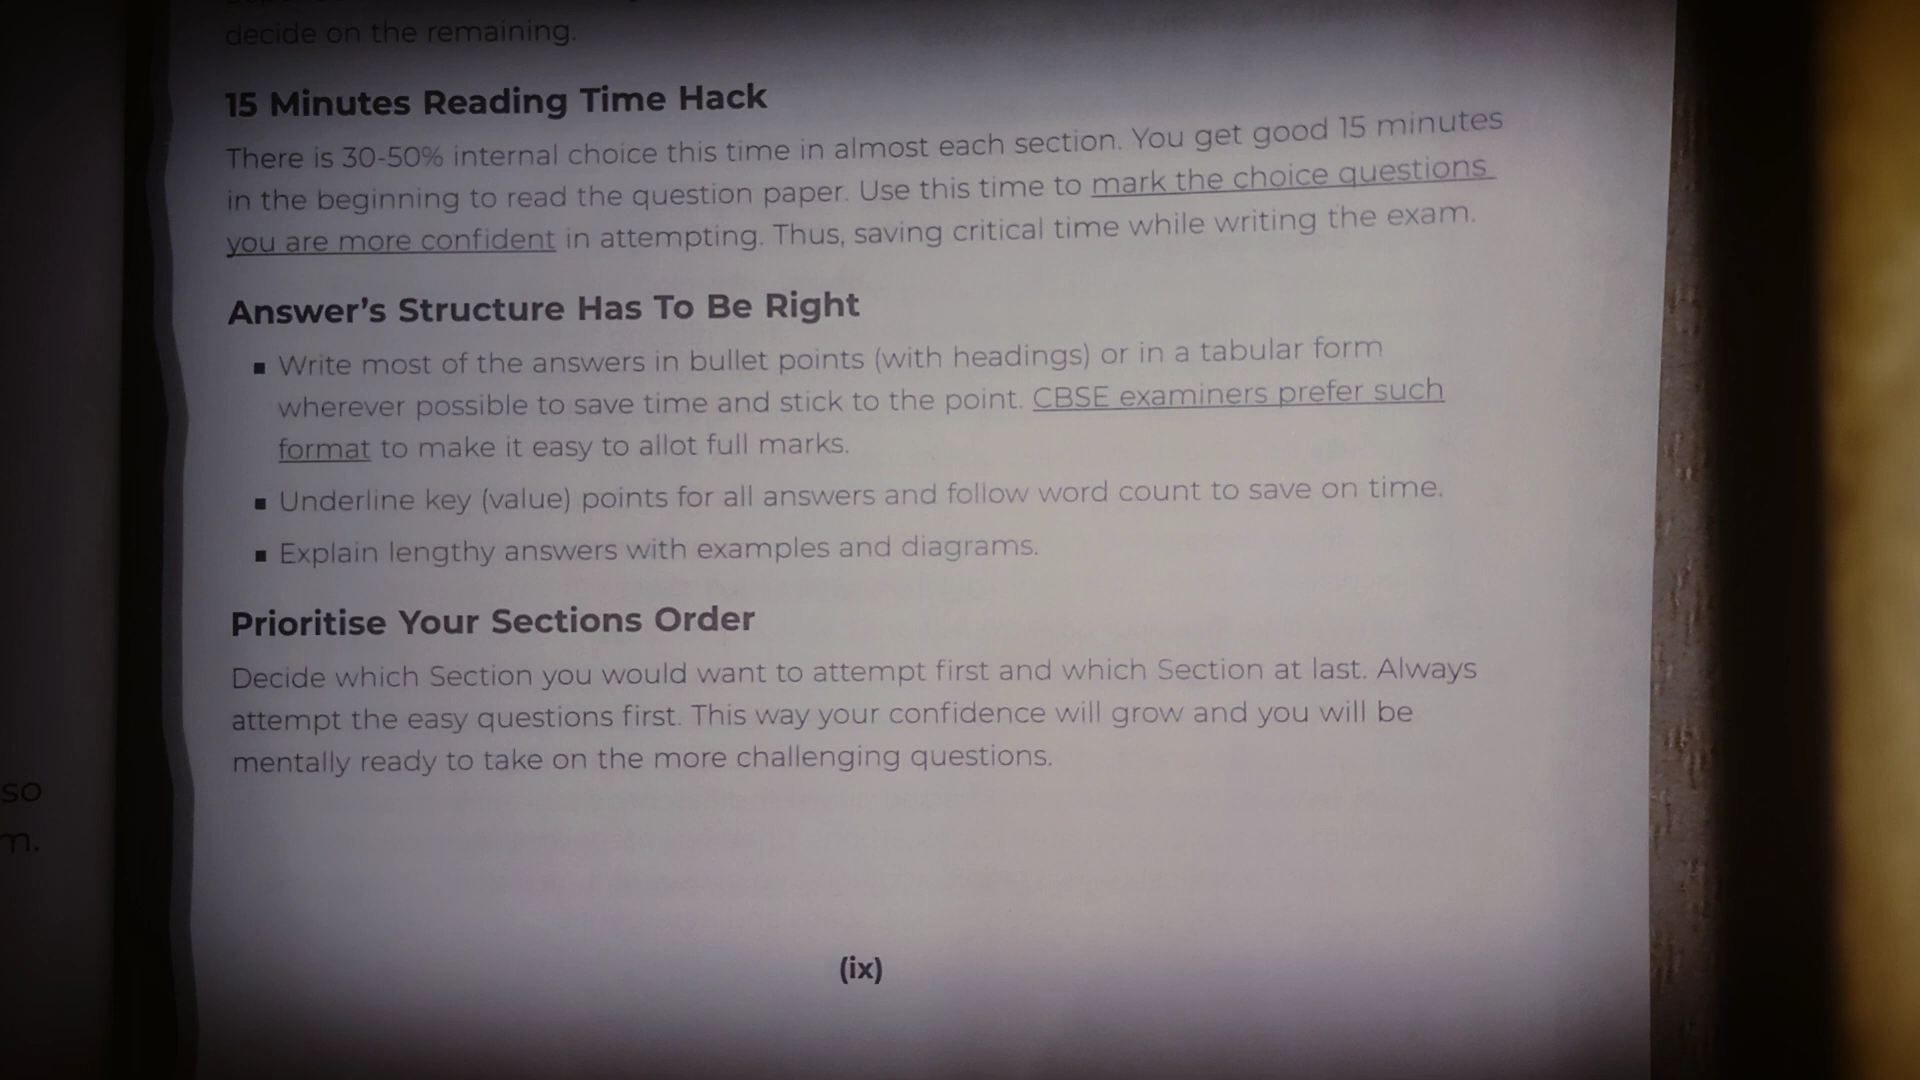 decide on the remaining.
15 Minutes Reading Time Hack
There is 30-50% internal choice this time in almost each section. You get good 15 minutes
in the beginning to read the question paper. Use this time to mark the choice questions
you are more confident in attempting. Thus, saving critical time while writing the exam.
Answer's Structure Has To Be Right
▪ Write most of the answers in bullet points (with headings) or in a tabular form
wherever possible to save time and stick to the point. CBSE examiners prefer such
format to make it easy to allot full marks.
▪ Underline key (value) points for all answers and follow word count to save on time.
▪ Explain lengthy answers with examples and diagrams.
Prioritise Your Sections Order
Decide which Section you would want to attempt first and which Section at last. Always
attempt the easy questions first. This way your confidence will grow and you will be
mentally ready to take on the more challenging questions.
so
m.
(ix)